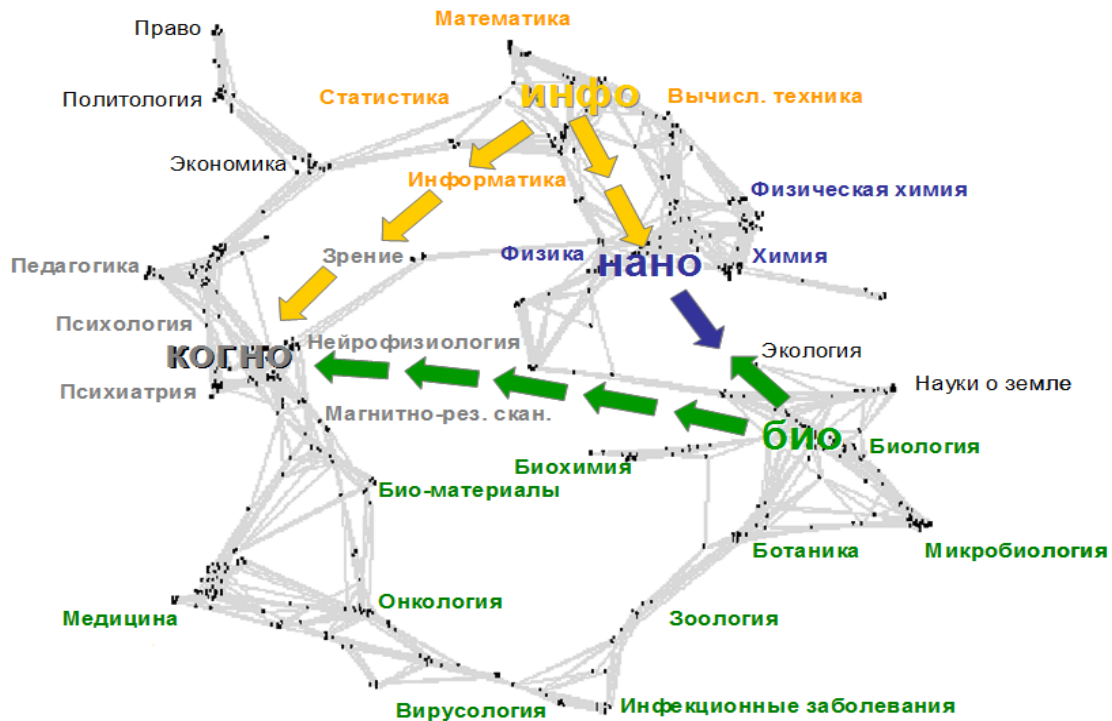 Математика
Право
инфо
Политология
Статистика
Вычисл. техника
Экономика
Информатика
Физическая химия
Зрение
Физика
нано
Химия
Педагогика
Психология
Нейрофизиология
когно
Экология
Психиатрия
Науки о земле
Магнитно-рез. скан.
био
Биология
Биохимия
Био-материалы
Ботаника
Микробиология
Онкология
Медицина
Зоология
Вирусология
Инфекционные заболевания